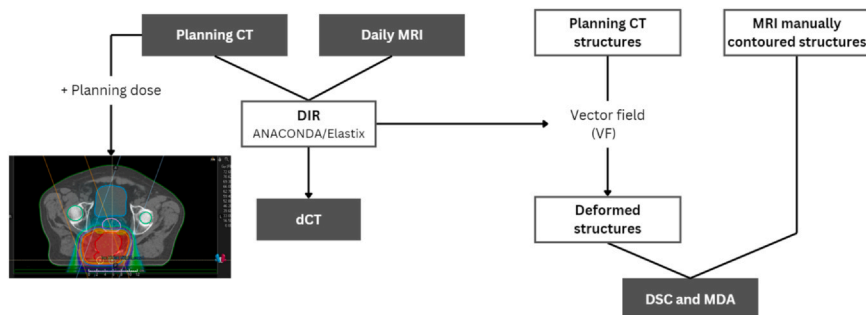 Planning CT
Daily MRI
Planning CT
structures
MRI manually
contoured structures
+ Planning dose
DIR
ANACONDA/Elastix
Vector field
(VF)
dCT
Deformed
structures
DSC and MDA